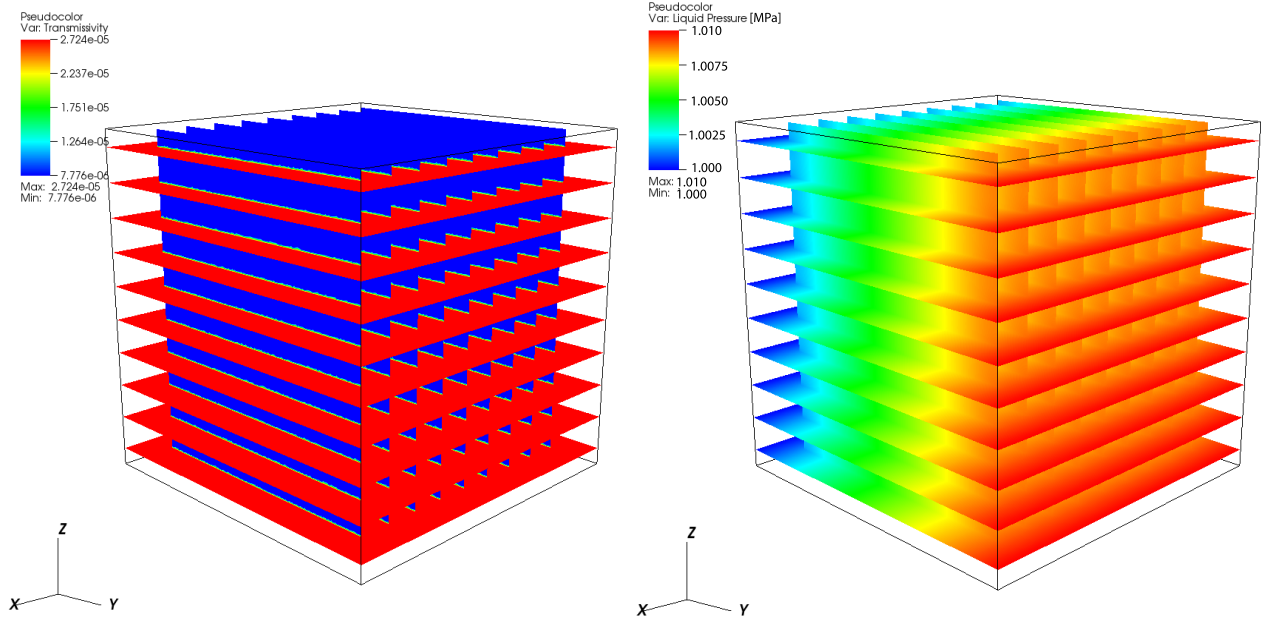 Pseudocolor
Var: Transmissivity
2.724e-05
2.237e-05
1.751e-05
1.264e-05
7.776e-06
Max: 2.724e-05
Min: 7.776e-06
Z
X
Y
Pseudocolor
Var: Liquid Pressure [MPa]
1.010
1.0075
1.0050
1.0025
1.000
Max: 1.010
Min: 1.000
Z
X
Y